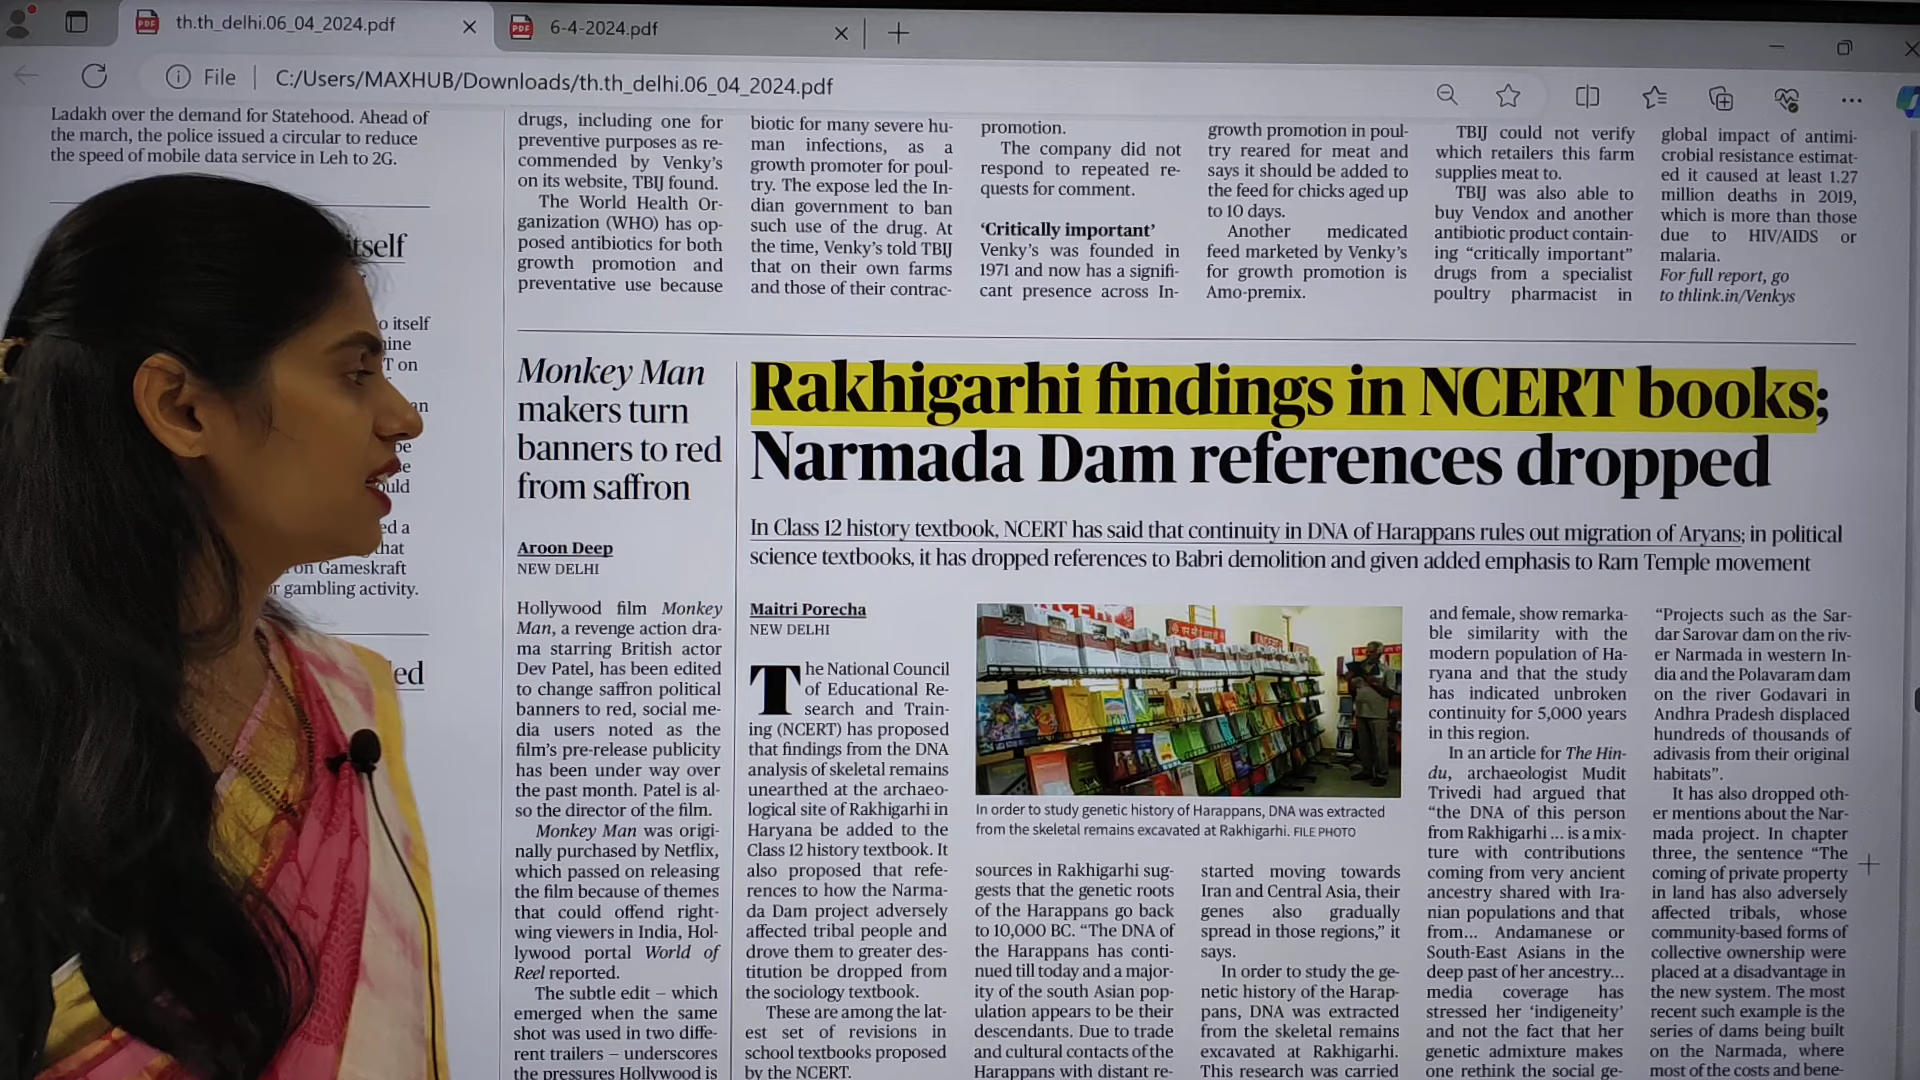 th.th_delhi.06_04_2024.pdf
6-4-2024.pdf
File
C:/Users/MAXHUB/Downloads/th.th_delhi.06_04_2024.pdf
Ladakh over the demand for Statehood. Ahead of
the march, the police issued a circular to reduce
the speed of mobile data service in Leh to 2G.
itself
o itself
T on
ould
ed a
that
on Gameskraft
or gambling activity.
ed
drugs, including one for
preventive purposes as re-
commended by Venky's
on its website, TBIJ found.
The World Health Or-
ganization (WHO) has op-
posed antibiotics for both
growth promotion and
preventative use because
biotic for many severe hu-
man infections, as a
growth promoter for poul-
try. The expose led the In-
dian government to ban
such use of the drug. At
the time, Venky's told TBIJ
that on their own farms
and those of their contrac-
promotion.
The company did not
respond to repeated re-
quests for comment.
'Critically important'
Venky's was founded in
1971 and now has a signifi-
cant presence across In-
growth promotion in poul-
try reared for meat and
says it should be added to
the feed for chicks aged up
to 10 days.
Another medicated
feed marketed by Venky's
for growth promotion is
Amo-premix.
TBIJ could not verify
which retailers this farm
supplies meat to.
TBIJ was also able to
buy Vendox and another
antibiotic product contain-
ing “critically important”
drugs from a specialist
poultry pharmacist in
global impact of antimi-
crobial resistance estimat-
ed it caused at least 1.27
million deaths in 2019,
which is more than those
due to HIV/AIDS or
malaria.
For full report, go
to thlink.in/Venkys
Monkey Man
makers turn
banners to red
from saffron
Aroon Deep
NEW DELHI
Hollywood film Monkey
Man, a revenge action dra-
ma starring British actor
Dev Patel, has been edited
to change saffron political
banners to red, social me-
dia users noted as the
film's pre-release publicity
has been under way over
the past month. Patel is al-
so the director of the film.
Monkey Man was origi-
nally purchased by Netflix,
which passed on releasing
the film because of themes
that could offend right-
wing viewers in India, Hol-
lywood portal World of
Reel reported.
The subtle edit – which
emerged when the same
shot was used in two diffe-
rent trailers – underscores
the pressures Hollywood is
Rakhigarhi findings in NCERT books;
Narmada Dam references dropped
In Class 12 history textbook, NCERT has said that continuity in DNA of Harappans rules out migration of Aryans; in political
science textbooks, it has dropped references to Babri demolition and given added emphasis to Ram Temple movement
Maitri Porecha
NEW DELHI
The National Council
of Educational Re-
search and Train-
ing (NCERT) has proposed
that findings from the DNA
analysis of skeletal remains
unearthed at the archaeo-
logical site of Rakhigarhi in
Haryana be added to the
Class 12 history textbook. It
also proposed that refe-
rences to how the Narma-
da Dam project adversely
affected tribal people and
drove them to greater des-
titution be dropped from
the sociology textbook.
These are among the lat-
est set of revisions in
school textbooks proposed
by the NCERT.
In order to study genetic history of Harappans, DNA was extracted
from the skeletal remains excavated at Rakhigarhi. FILE PHOTO
sources in Rakhigarhi sug-
gests that the genetic roots
of the Harappans go back
to 10,000 BC. “The DNA of
the Harappans has conti-
nued till today and a major-
ity of the south Asian pop-
ulation appears to be their
descendants. Due to trade
and cultural contacts of the
Harappans with distant re-
started moving towards
Iran and Central Asia, their
genes also gradually
spread in those regions,” it
says.
In order to study the ge-
netic history of the Harap-
pans, DNA was extracted
from the skeletal remains
excavated at Rakhigarhi.
This research was carried
and female, show remarka-
ble similarity with the
modern population of Ha-
ryana and that the study
has indicated unbroken
continuity for 5,000 years
in this region.
In an article for The Hin-
du, archaeologist Mudit
Trivedi had argued that
“the DNA of this person
from Rakhigarhi ... is a mix-
ture with contributions
coming from very ancient
ancestry shared with Ira-
nian populations and that
from... Andamanese or
South-East Asians in the
deep past of her ancestry...
media coverage has
stressed her ‘indigeneity’
and not the fact that her
genetic admixture makes
one rethink the social ge-
“Projects such as the Sar-
dar Sarovar dam on the riv-
er Narmada in western In-
dia and the Polavaram dam
on the river Godavari in
Andhra Pradesh displaced
hundreds of thousands of
adivasis from their original
habitats”.
It has also dropped oth-
er mentions about the Nar-
mada project. In chapter
three, the sentence “The
coming of private property
in land has also adversely
affected tribals, whose
community-based forms of
collective ownership were
placed at a disadvantage in
the new system. The most
recent such example is the
series of dams being built
on the Narmada, where
most of the costs and bene-